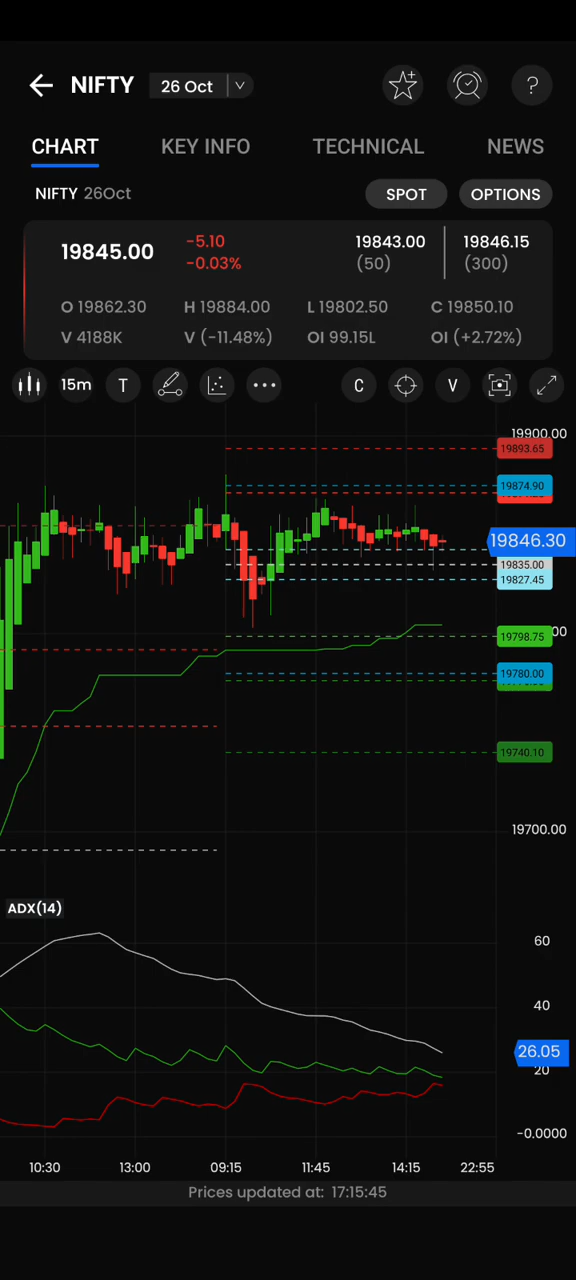 NIFTY 26 Oct
CHART KEY INFO TECHNICAL NEWS
NIFTY 26Oct SPOT OPTIONS
19845.00 -5.10 19843.00 19846.15
-0.03% (50) (300)
O 19862.30 H 19884.00 L 19802.50 C 19850.10
V 4188K V (-11.48%) OI 99.15L OI (+2.72%)
15m T C V
19900.00
19893.65
19874.90
19846.30
19835.00
19827.45
19798.75
19780.00
19740.10
19700.00
ADX(14)
60
40
26.05
20
-0.0000
10:30 13:00 09:15 11:45 14:15 22:55
Prices updated at: 17:15:45